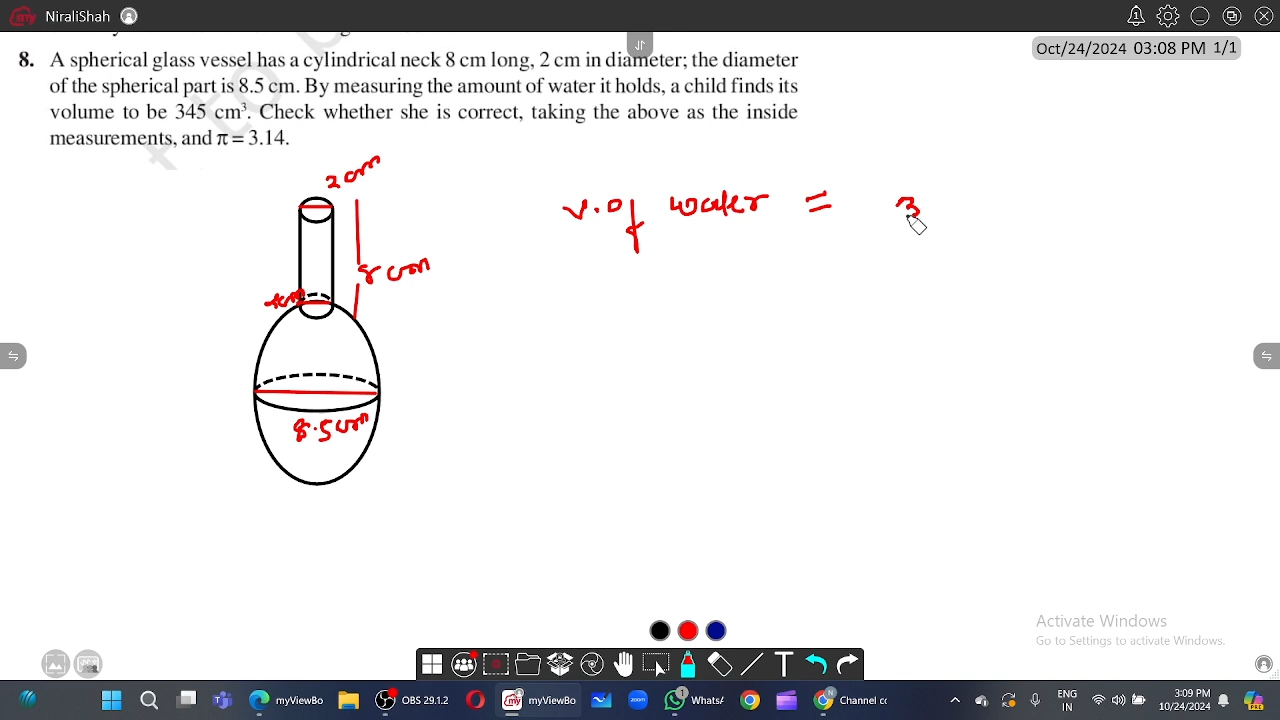 NiraliShah
Oct/24/2024 03:08 PM 1/1
8. A spherical glass vessel has a cylindrical neck 8 cm long, 2 cm in diameter; the diameter
of the spherical part is 8.5 cm. By measuring the amount of water it holds, a child finds its
volume to be 345 cm³. Check whether she is correct, taking the above as the inside
measurements, and π = 3.14.
2 cm
v. of water = 3
8 cm
8.5 cm
Activate Windows
Go to Settings to activate Windows.
myViewBo
OBS 29.12
myViewBo
WhatsA
Channel co
ENG
IN
3:09 PM
10/24/2024